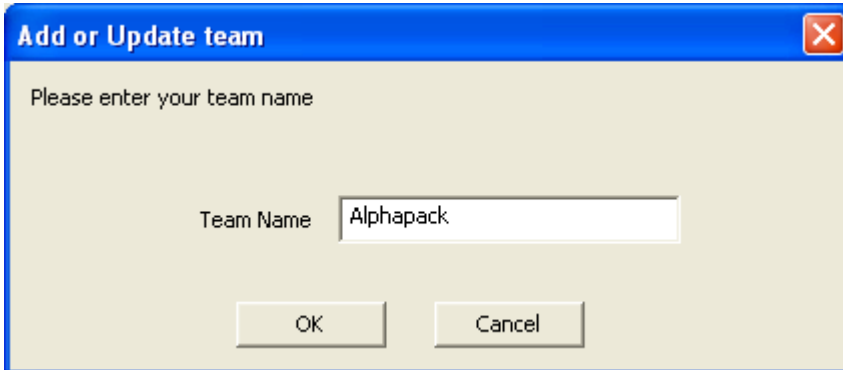 Add or Update team
Please enter your team name
Team Name Alphapack
OK Cancel